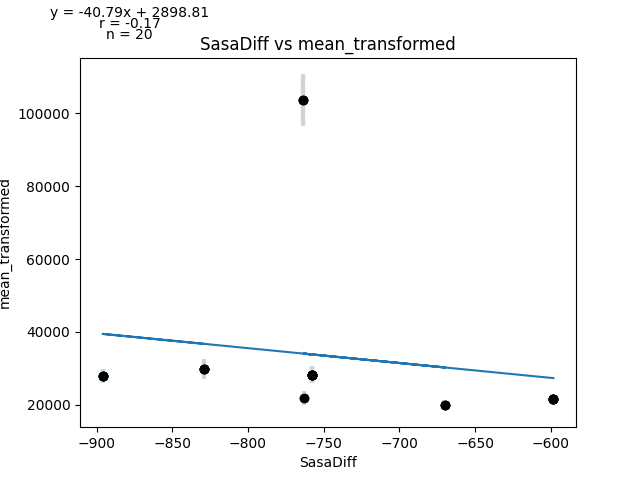 y = -40.79x + 2898.81
r = -0.17
n = 20
SasaDiff vs mean_transformed
mean_transformed
100000
80000
60000
40000
20000
−900
−850
−800
−750
−700
−650
−600
SasaDiff